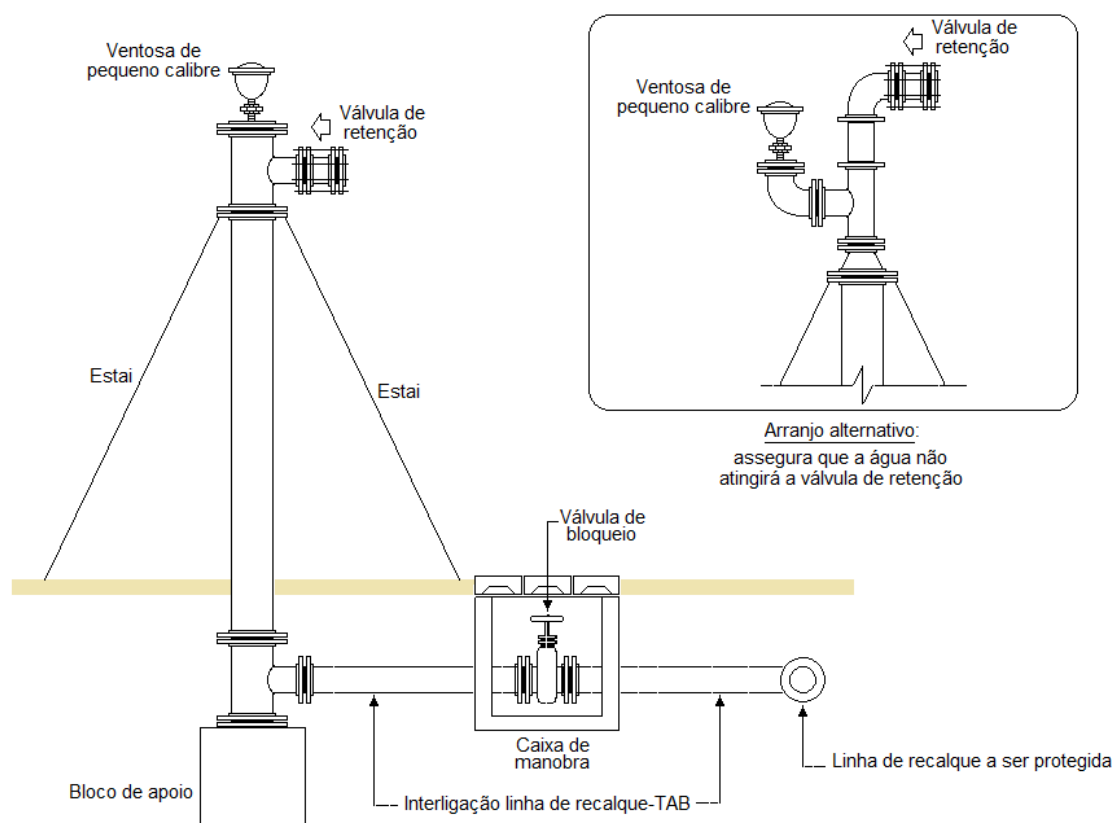 Ventosa de
pequeno calibre
Válvula de
retenção
Estai
Estai
Válvula de
retenção
Ventosa de
pequeno calibre
Arranjo alternativo:
assegura que a água não
atingirá a válvula de retenção
Válvula de
bloqueio
Caixa de
manobra
Bloco de apoio
Interligação linha de recalque-TAB
Linha de recalque a ser protegida